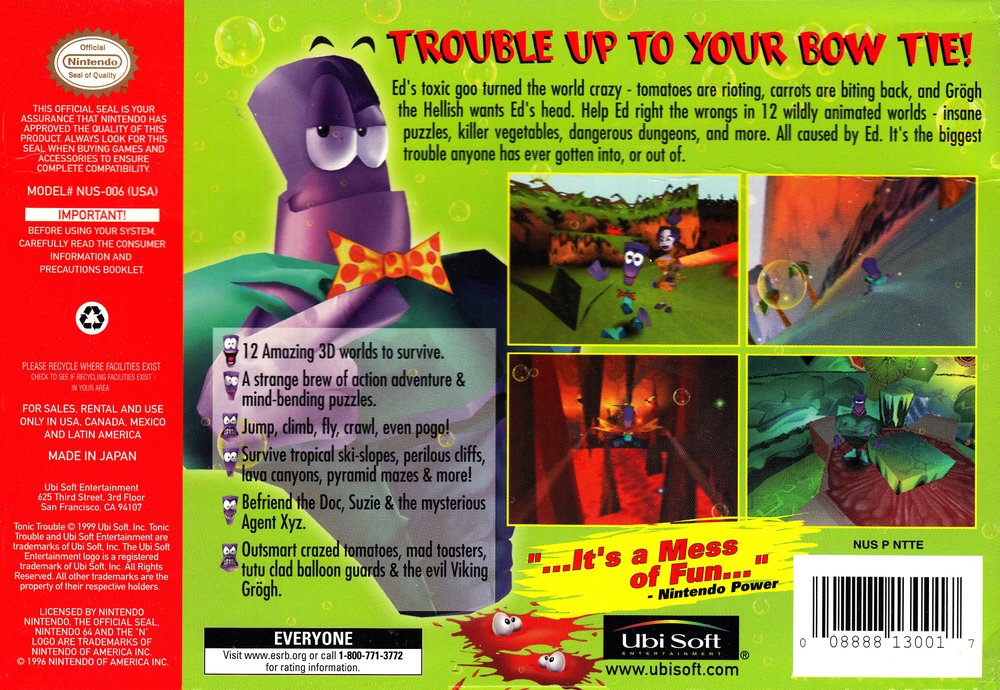 Official
Nintendo
Seal of Quality
THIS OFFICIAL SEAL IS YOUR
ASSURANCE THAT NINTENDO HAS
APPROVED THE QUALITY OF THIS
PRODUCT. ALWAYS LOOK FOR THIS
SEAL WHEN BUYING GAMES AND
ACCESSORIES TO ENSURE
COMPLETE COMPATIBILITY.
MODEL# NUS-006 (USA)
IMPORTANT!
BEFORE USING YOUR SYSTEM,
CAREFULLY READ THE CONSUMER
INFORMATION AND
PRECAUTIONS BOOKLET.
PLEASE RECYCLE WHERE FACILITIES EXIST
CHECK TO SEE IF RECYCLING FACILITIES EXIST
IN YOUR AREA
FOR SALES, RENTAL AND USE
ONLY IN USA, CANADA, MEXICO
AND LATIN AMERICA
MADE IN JAPAN
Ubi Soft Entertainment
625 Third Street, 3rd Floor
San Francisco, CA 94107
Tonic Trouble © 1999 Ubi Soft, Inc. Tonic
Trouble and Ubi Soft Entertainment are
trademarks of Ubi Soft, Inc. The Ubi Soft
Entertainment logo is a registered
trademark of Ubi Soft, Inc. All Rights
Reserved. All other trademarks are the
property of their respective holders.
LICENSED BY NINTENDO
NINTENDO, THE OFFICIAL SEAL,
NINTENDO 64 AND THE "N"
LOGO ARE TRADEMARKS OF
NINTENDO OF AMERICA INC.
© 1996 NINTENDO OF AMERICA INC.
TROUBLE UP TO YOUR BOW TIE!
Ed's toxic goo turned the world crazy - tomatoes are rioting, carrots are biting back, and Grögh
the Hellish wants Ed's head. Help Ed right the wrongs in 12 wildly animated worlds - insane
puzzles, killer vegetables, dangerous dungeons, and more. All caused by Ed. It's the biggest
trouble anyone has ever gotten into, or out of.
12 Amazing 3D worlds to survive.
A strange brew of action adventure &
mind-bending puzzles.
Jump, climb, fly, crawl, even pogo!
Survive tropical ski-slopes, perilous cliffs,
lava canyons, pyramid mazes & more!
Befriend the Doc, Suzie & the mysterious
Agent Xyz.
Outsmart crazed tomatoes, mad toasters,
tutu clad balloon guards & the evil Viking
Grögh.
"...It's a Mess
of Fun..."
- Nintendo Power
EVERYONE
Visit www.esrb.org or call 1-800-771-3772
for rating information.
Ubi Soft
ENTERTAINMENT
®
www.ubisoft.com
NUS P NTTE
0 08888 13001 7